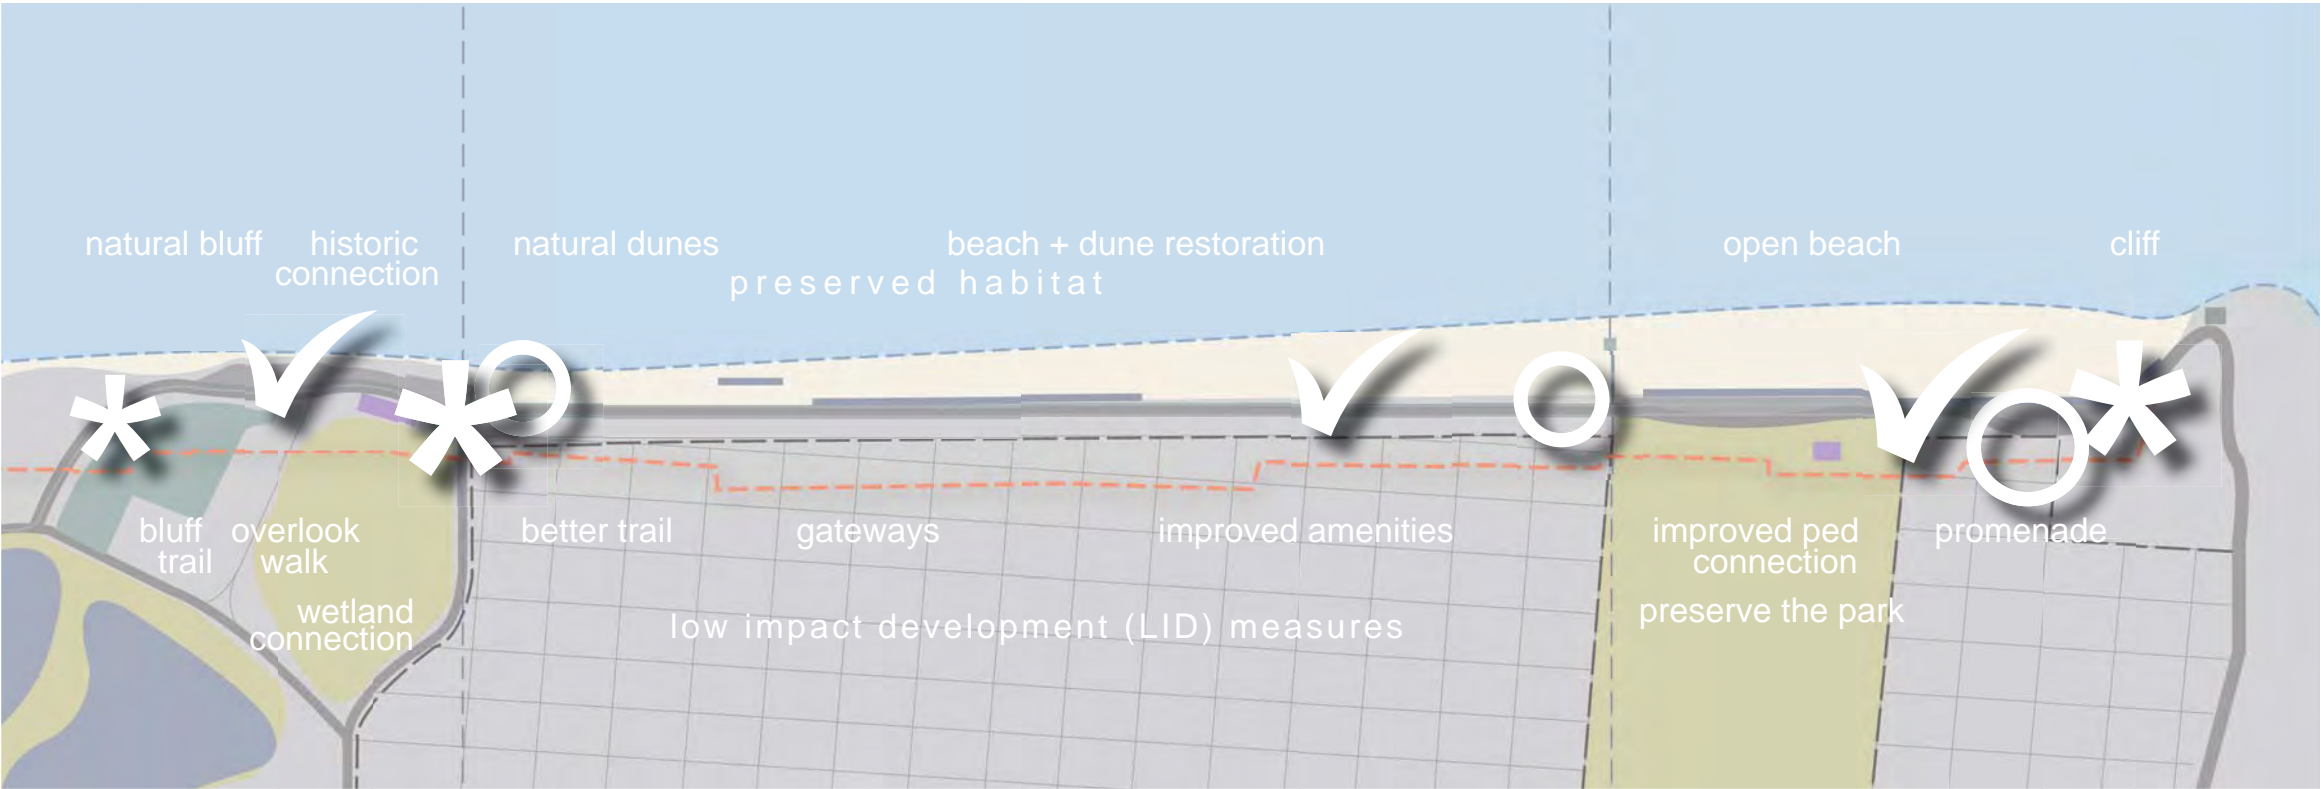 natural bluff
historic
connection
natural dunes
beach + dune restoration
preserved habitat
open beach
cliff
bluff
trail
overlook
walk
better trail
gateways
improved amenities
improved ped
connection
promenade
wetland
connection
low impact development (LID) measures
preserve the park